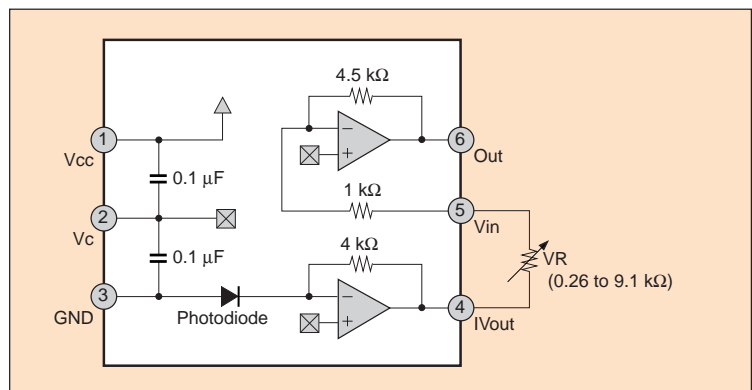 4.5 kΩ
−
+
1
Vcc
0.1 µF
6
Out
2
Vc
1 kΩ
5
Vin
0.1 µF
4 kΩ
VR
(0.26 to 9.1 kΩ)
3
GND
Photodiode
−
+
4
IVout